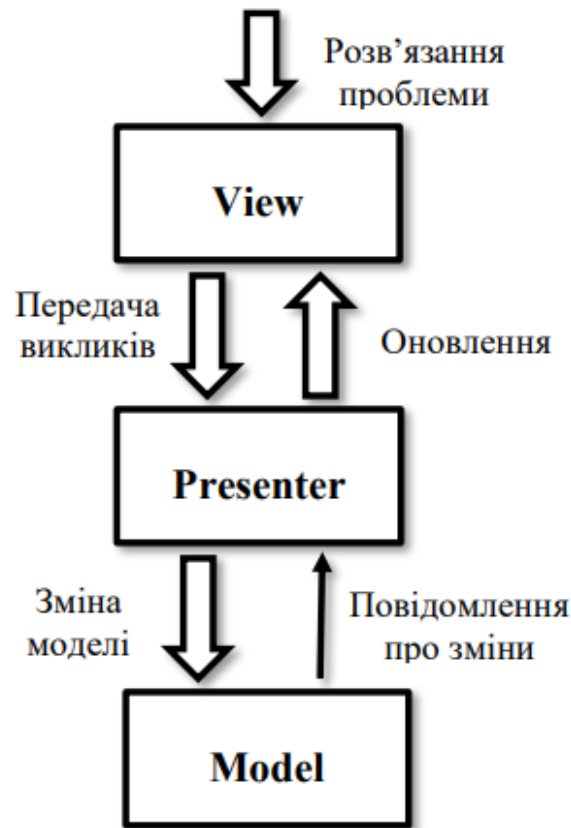 Розв’язання
проблеми
View
Передача
викликів
Оновлення
Presenter
Зміна
моделі
Повідомлення
про зміни
Model